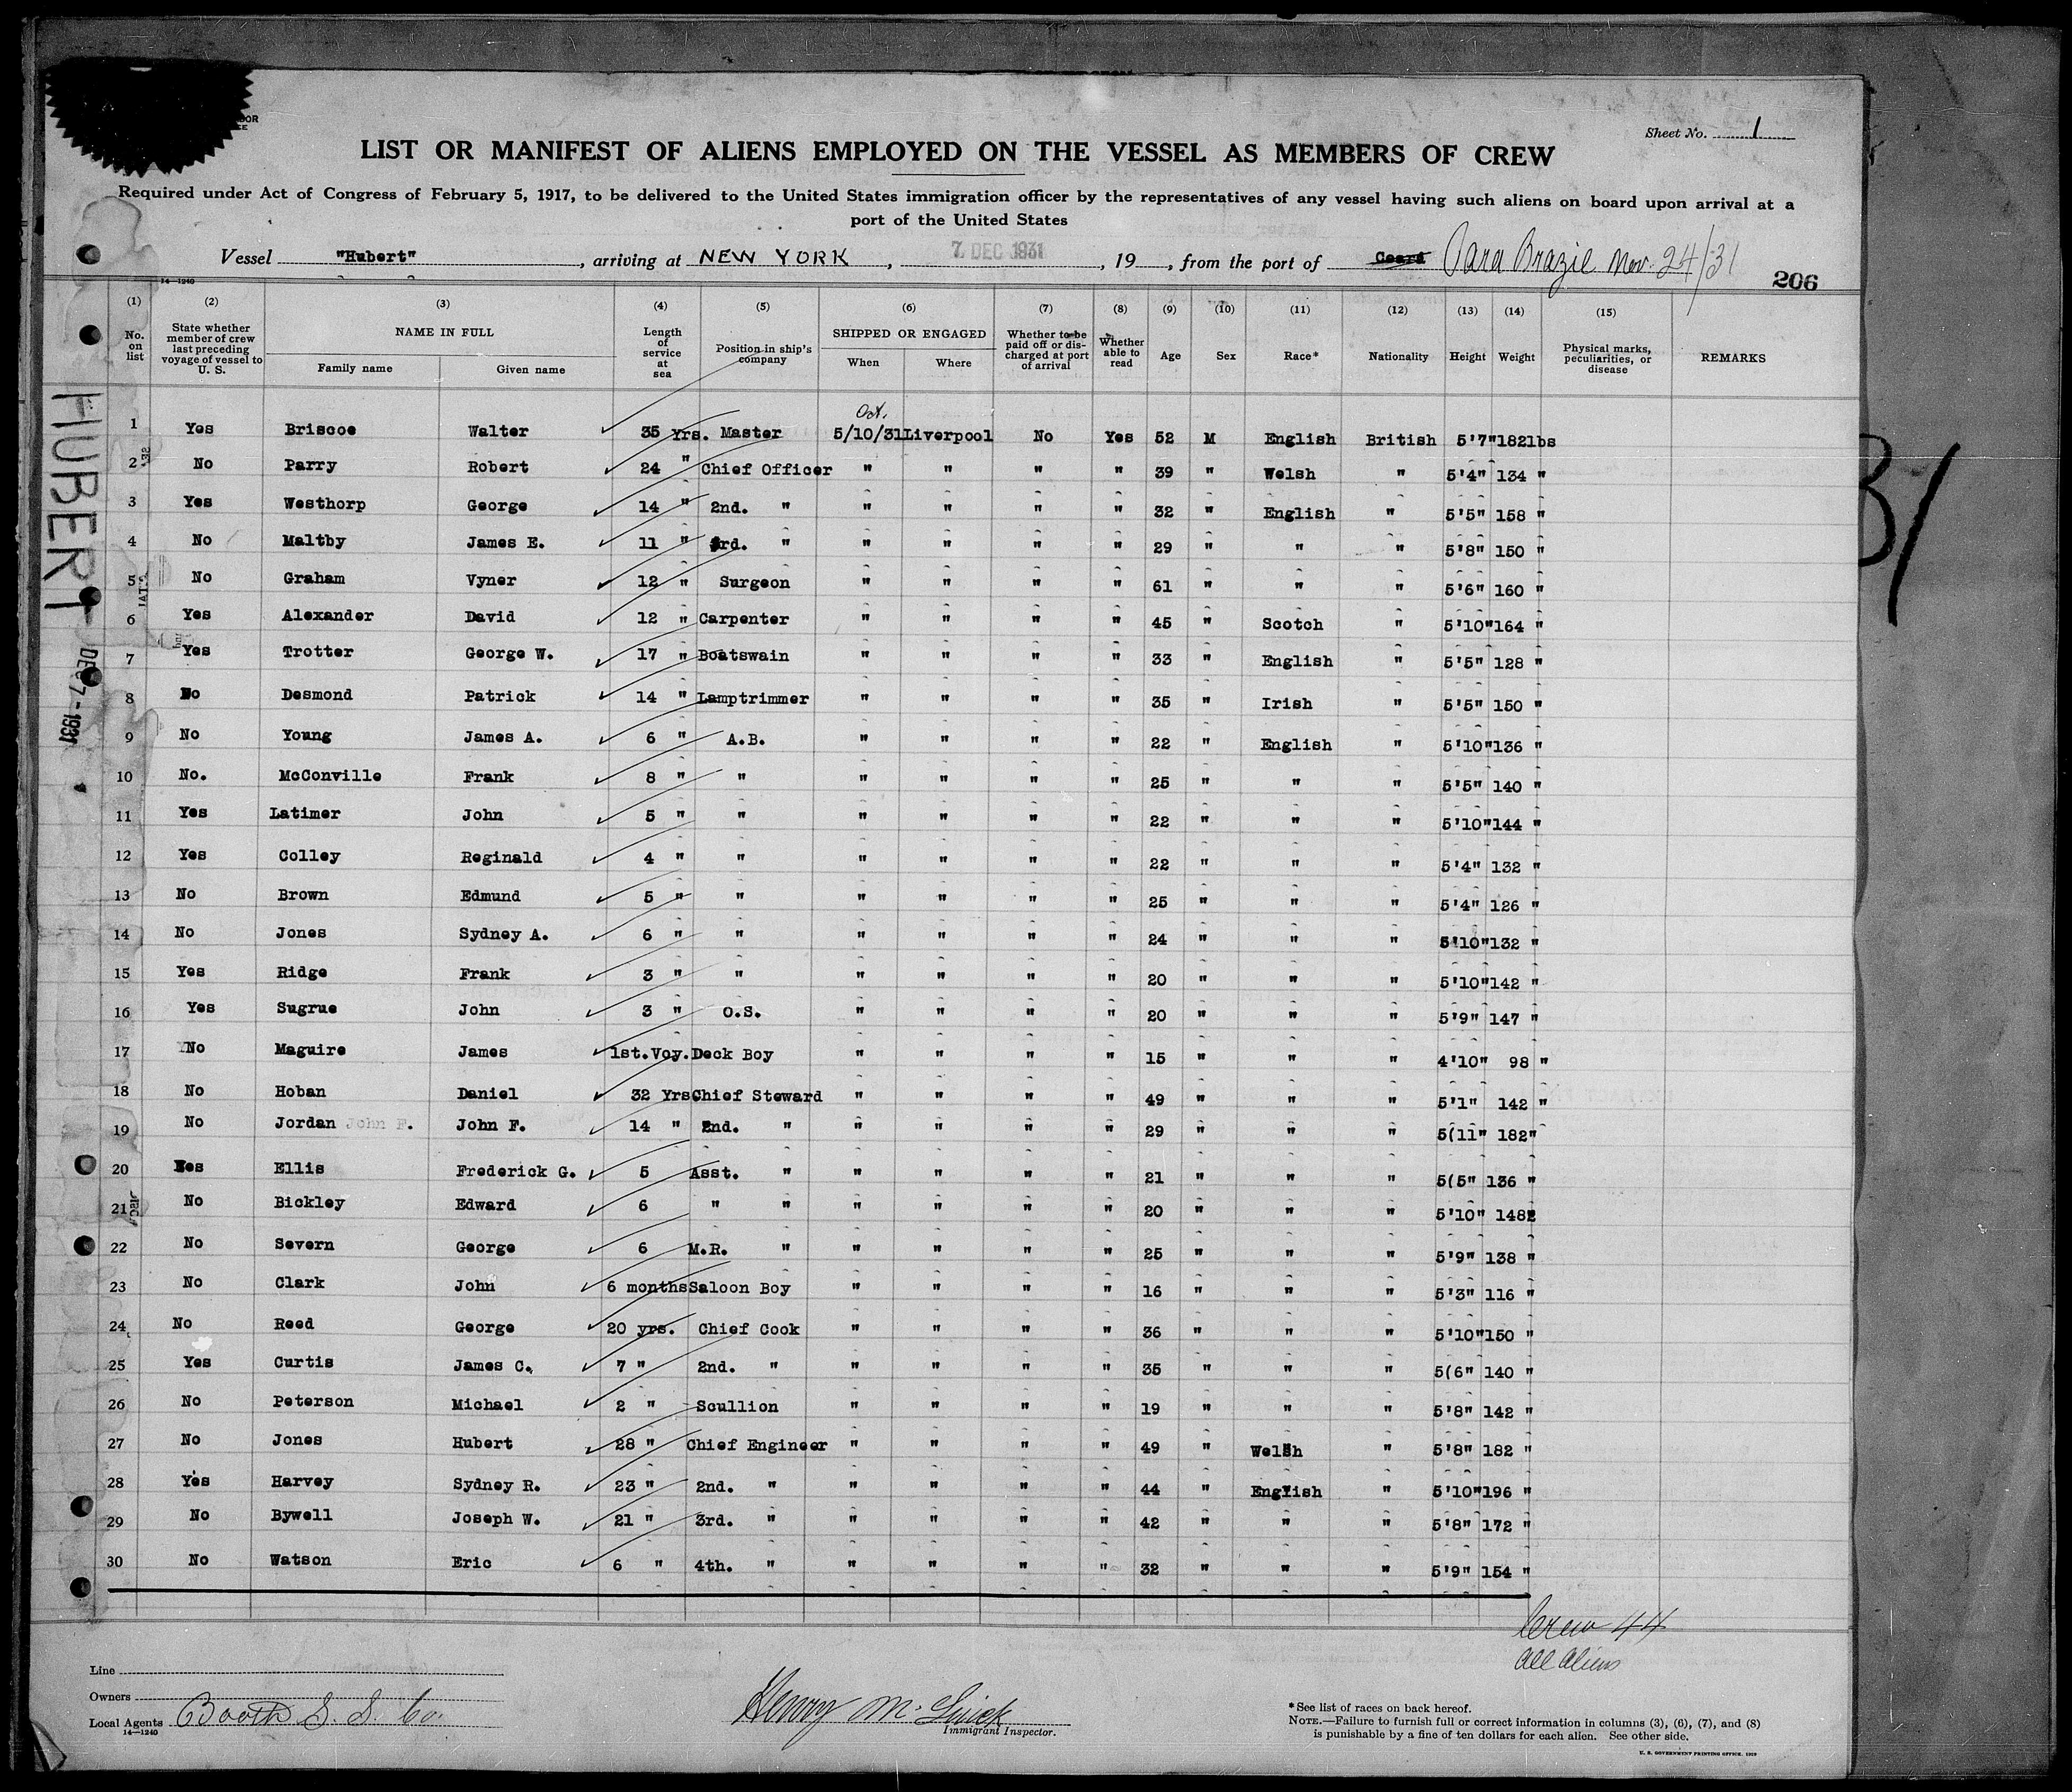 Sheet No. 1
LIST OR MANIFEST OF ALIENS EMPLOYED ON THE VESSEL AS MEMBERS OF CREW
Required under Act of Congress of February 5, 1917, to be delivered to the United States immigration officer by the representatives of any vessel having such aliens on board upon arrival at a
port of the United States
Vessel "Hubert", arriving at NEW YORK, 7 DEC 1931, 19 , from the port of Ceara Para Brazil Nov. 24/31
206
14—1240
(1) (2) (3) (4) (5) (6) (7) (8) (9) (10) (11) (12) (13) (14) (15)
No. on list | State whether member of crew last preceding voyage of vessel to U. S. | NAME IN FULL Family name Given name | Length of service at sea | Position in ship's company | SHIPPED OR ENGAGED When Where | Whether to be paid off or discharged at port of arrival | Whether able to read | Age | Sex | Race* | Nationality | Height | Weight | Physical marks, peculiarities, or disease | REMARKS
Oct.
1 Yes Briscoe Walter 35 Yrs. Master 5/10/31 Liverpool No Yes 52 M English British 5'7" 182lbs
2 No Parry Robert 24 " Chief Officer " " " " 39 " Welsh " 5'4" 134 "
3 Yes Westhorp George 14 " 2nd. " " " " " 32 " English " 5'5" 158 "
4 No Maltby James E. 11 " 3rd. " " " " " 29 " " " 5'8" 150 "
5 No Graham Vyner 12 " Surgeon " " " " 61 " " " 5'6" 160 "
6 Yes Alexander David 12 " Carpenter " " " " 45 " Scotch " 5'10" 164 "
7 Yes Trotter George W. 17 " Boatswain " " " " 33 " English " 5'5" 128 "
8 No Desmond Patrick 14 " Lamptrimmer " " " " 35 " Irish " 5'5" 150 "
9 No Young James A. 6 " A.B. " " " " 22 " English " 5'10" 136 "
10 No. McConville Frank 8 " " " " " " 25 " " " 5'5" 140 "
11 Yes Latimer John 5 " " " " " " 22 " " " 5'10" 144 "
12 Yes Colley Reginald 4 " " " " " " 22 " " " 5'4" 132 "
13 No Brown Edmund 5 " " " " " " 25 " " " 5'4" 126 "
14 No Jones Sydney A. 6 " " " " " " 24 " " " 5'10" 132 "
15 Yes Ridge Frank 3 " " " " " " 20 " " " 5'10" 142 "
16 Yes Sugrue John 3 " O.S. " " " " 20 " " " 5'9" 147 "
17 No Maguire James 1st.Voy. Deck Boy " " " " 15 " " " 4'10" 98 "
18 No Hoban Daniel 32 Yrs Chief Steward " " " " 49 " " " 5'1" 142 "
19 No Jordan John F. John F. 14 " 2nd. " " " " " 29 " " " 5(11" 182"
20 Yes Ellis Frederick G. 5 Asst. " " " " " 21 " " " 5(5" 136 "
21 No Bickley Edward 6 " " " " " " 20 " " " 5'10" 148"
22 No Severn George 6 M.R. " " " " " 25 " " " 5'9" 138 "
23 No Clark John 6 months Saloon Boy " " " " 16 " " " 5'3" 116 "
24 No Reed George 20 yrs. Chief Cook " " " " 36 " " " 5'10" 150 "
25 Yes Curtis James C. 7 " 2nd. " " " " " 35 " " " 5(6" 140 "
26 No Peterson Michael 2 " Scullion " " " " 19 " " " 5'8" 142 "
27 No Jones Hubert 28 " Chief Engineer " " " " 49 " Welsh " 5'8" 182 "
28 Yes Harvey Sydney R. 23 " 2nd. " " " " " 44 " English " 5'10" 196 "
29 No Bywell Joseph W. 21 " 3rd. " " " " " 42 " " " 5'8" 172 "
30 No Watson Eric 6 " 4th. " " " " " 32 " " " 5'9" 154 "
HUBERT
DEC 7 - 1931
31
Crew 44
All Aliens
Line
Owners
Local Agents Booth S. S. Co.
14—1240
Henry Mc
Immigrant Inspector.
*See list of races on back hereof.
NOTE.—Failure to furnish full or correct information in columns (3), (6), (7), and (8)
is punishable by a fine of ten dollars for each alien. See other side.
U. S. GOVERNMENT PRINTING OFFICE